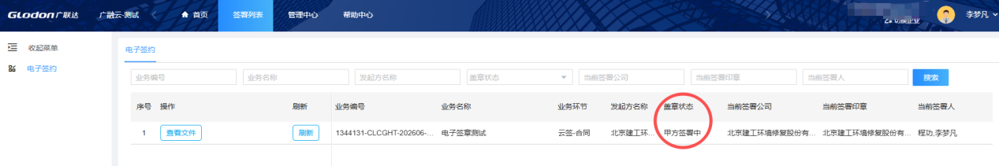 GLodon广联达 广融云-测试 首页 签署列表 管理中心 帮助中心 李梦凡
收起菜单
电子签约
电子签约
业务编号 业务名称 发起方名称 盖章状态 当前签署公司 当前签署印章 当前签署人 搜索
序号 操作 刷新 业务编号 业务名称 业务环节 发起方名称 盖章状态 当前签署公司 当前签署印章 当前签署人
1 查看文件 刷新 1344131-CLCGHT-202606-... 电子签章测试 云签-合同 北京建工环... 甲方签署中 北京建工环境修复股份有... 北京建工环境修复股份有... 程功,李梦凡